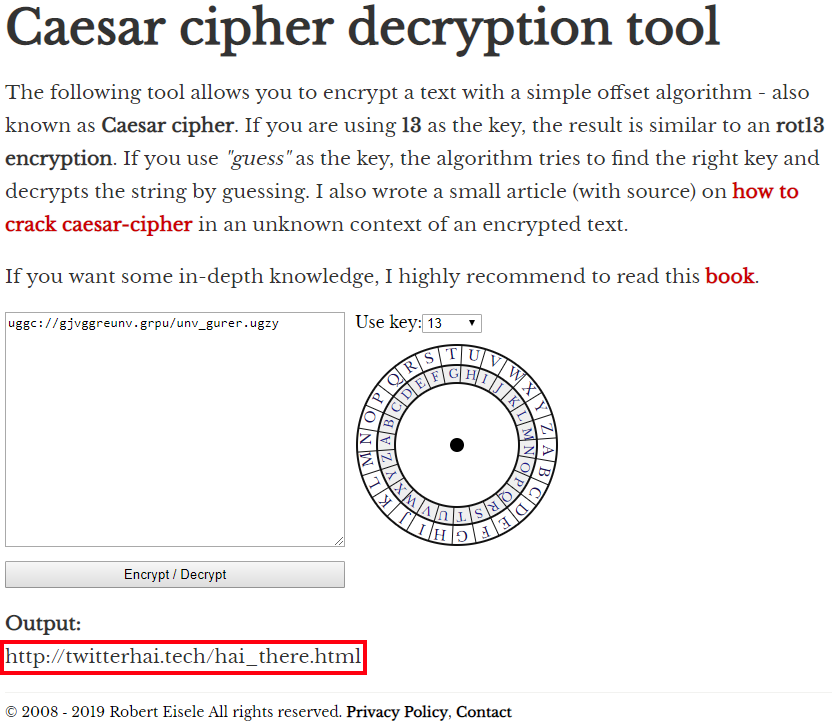 Caesar cipher decryption tool
The following tool allows you to encrypt a text with a simple offset algorithm - also
known as Caesar cipher. If you are using 13 as the key, the result is similar to an rot13
encryption. If you use "guess" as the key, the algorithm tries to find the right key and
decrypts the string by guessing. I also wrote a small article (with source) on how to
crack caesar-cipher in an unknown context of an encrypted text.
If you want some in-depth knowledge, I highly recommend to read this book.
uggc://gjvggreunv.grpu/unv_gurer.ugzy
Use key: 13
A B C D E F G H I J K L M N O P Q R S T U V W X Y Z
A B C D E F G H I J K L M N O P Q R S T U V W X Y Z
Encrypt / Decrypt
Output:
http://twitterhai.tech/hai_there.html
© 2008 - 2019 Robert Eisele All rights reserved. Privacy Policy, Contact